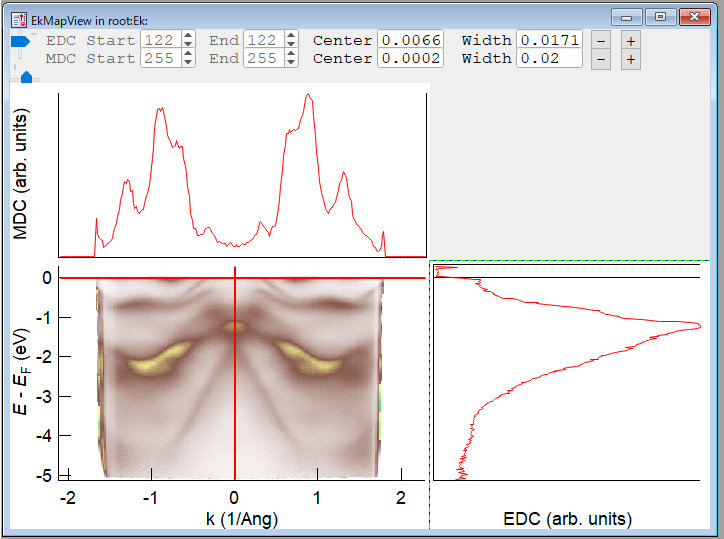 EkMapView in root:Ek:
EDC Start 122 End 122 Center 0.0066 Width 0.0171 - +
MDC Start 255 End 255 Center 0.0002 Width 0.02 - +
MDC (arb. units)
0
-1
-2
-3
-4
-5
E - EF (eV)
-2 -1 0 1 2
k (1/Ang)
EDC (arb. units)